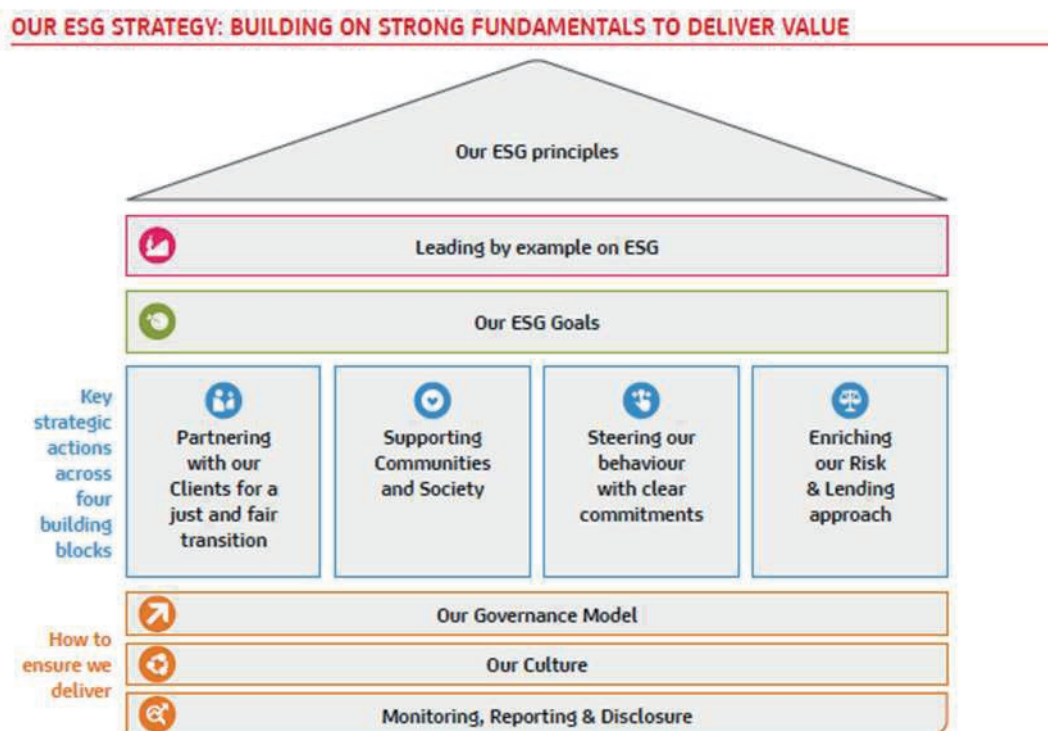 OUR ESG STRATEGY: BUILDING ON STRONG FUNDAMENTALS TO DELIVER VALUE
Our ESG principles
Leading by example on ESG
Our ESG Goals
Key
strategic
actions
across
four
building
blocks
Partnering
with our
Clients for a
just and fair
transition
Supporting
Communities
and Society
Steering our
behaviour
with clear
commitments
Enriching
our Risk
& Lending
approach
How to
ensure we
deliver
Our Governance Model
Our Culture
Monitoring, Reporting & Disclosure